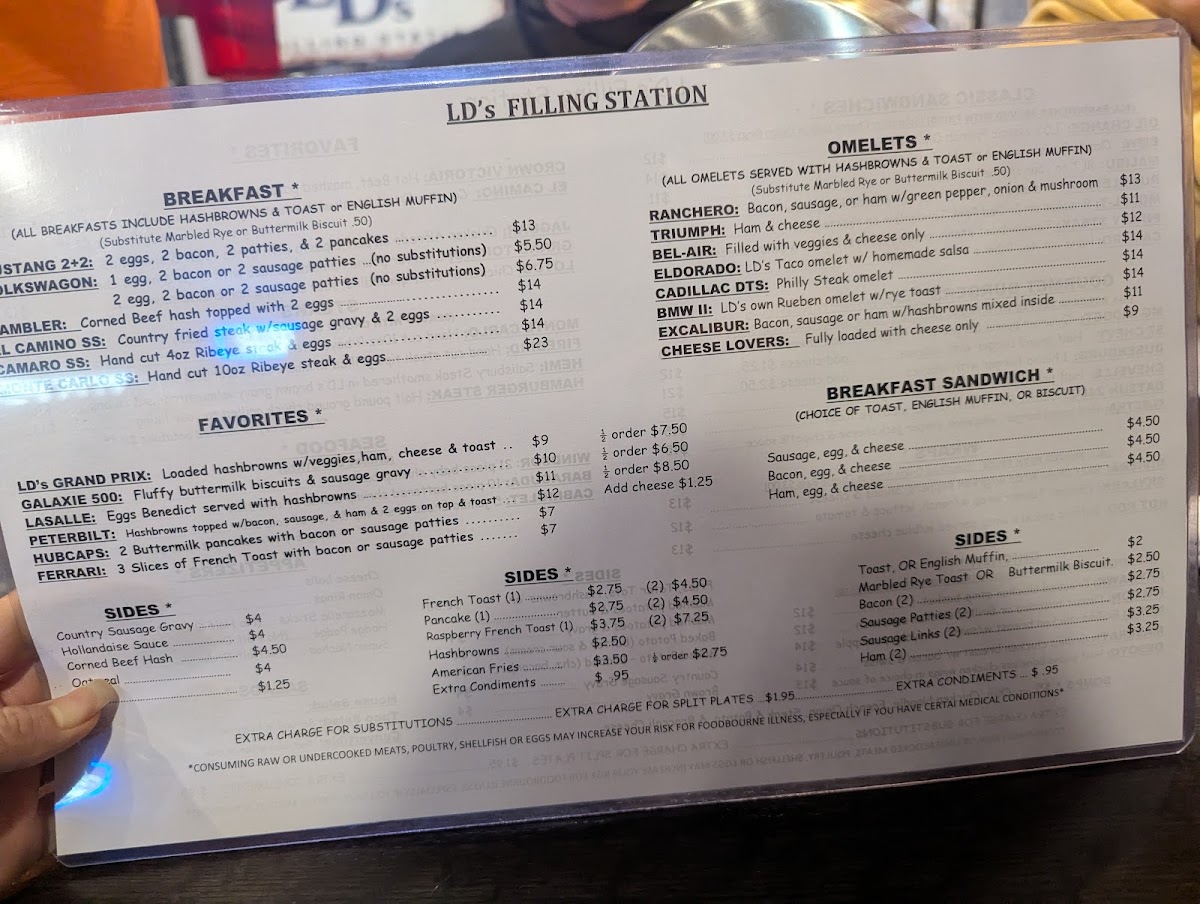 LD's
FILLING STATION
LD's FILLING STATION
BREAKFAST *
(ALL BREAKFASTS INCLUDE HASHBROWNS & TOAST or ENGLISH MUFFIN)
(Substitute Marbled Rye or Buttermilk Biscuit .50)
USTANG 2+2: 2 eggs, 2 bacon, 2 patties, & 2 pancakes $13
OLKSWAGON: 1 egg, 2 bacon or 2 sausage patties ...(no substitutions) $5.50
2 egg, 2 bacon or 2 sausage patties (no substitutions) $6.75
AMBLER: Corned Beef hash topped with 2 eggs $14
L CAMINO SS: Country fried steak w/sausage gravy & 2 eggs $14
CAMARO SS: Hand cut 4oz Ribeye steak & eggs $14
MONTE CARLO SS: Hand cut 10oz Ribeye steak & eggs $23
FAVORITES *
LD's GRAND PRIX: Loaded hashbrowns w/veggies,ham, cheese & toast .. $9 ½ order $7.50
GALAXIE 500: Fluffy buttermilk biscuits & sausage gravy $10 ½ order $6.50
LASALLE: Eggs Benedict served with hashbrowns $11 ½ order $8.50
PETERBILT: Hashbrowns topped w/bacon, sausage, & ham & 2 eggs on top & toast ... $12 Add cheese $1.25
HUBCAPS: 2 Buttermilk pancakes with bacon or sausage patties $7
FERRARI: 3 Slices of French Toast with bacon or sausage patties $7
OMELETS *
(ALL OMELETS SERVED WITH HASHBROWNS & TOAST or ENGLISH MUFFIN)
(Substitute Marbled Rye or Buttermilk Biscuit .50)
RANCHERO: Bacon, sausage, or ham w/green pepper, onion & mushroom $13
TRIUMPH: Ham & cheese $11
BEL-AIR: Filled with veggies & cheese only $12
ELDORADO: LD's Taco omelet w/ homemade salsa $14
CADILLAC DTS: Philly Steak omelet $14
BMW II: LD's own Rueben omelet w/rye toast $14
EXCALIBUR: Bacon, sausage or ham w/hashbrowns mixed inside $11
CHEESE LOVERS: Fully loaded with cheese only $9
BREAKFAST SANDWICH *
(CHOICE OF TOAST, ENGLISH MUFFIN, OR BISCUIT)
Sausage, egg, & cheese $4.50
Bacon, egg, & cheese $4.50
Ham, egg, & cheese $4.50
SIDES *
Country Sausage Gravy $4
Hollandaise Sauce $4
Corned Beef Hash $4.50
$4
$1.25
SIDES *
French Toast (1) $2.75 (2) $4.50
Pancake (1) $2.75 (2) $4.50
Raspberry French Toast (1) $3.75 (2) $7.25
Hashbrowns $2.50
American Fries $3.50 ½ order $2.75
Extra Condiments $ .95
SIDES *
Toast, OR English Muffin, $2
Marbled Rye Toast OR Buttermilk Biscuit. $2.50
Bacon (2) $2.75
Sausage Patties (2) $2.75
Sausage Links (2) $3.25
Ham (2) $3.25
EXTRA CHARGE FOR SUBSTITUTIONS EXTRA CHARGE FOR SPLIT PLATES ..$1.95 EXTRA CONDIMENTS ... $ .95
*CONSUMING RAW OR UNDERCOOKED MEATS, POULTRY, SHELLFISH OR EGGS MAY INCREASE YOUR RISK FOR FOODBOURNE ILLNESS, ESPECIALLY IF YOU HAVE CERTAI MEDICAL CONDITIONS*